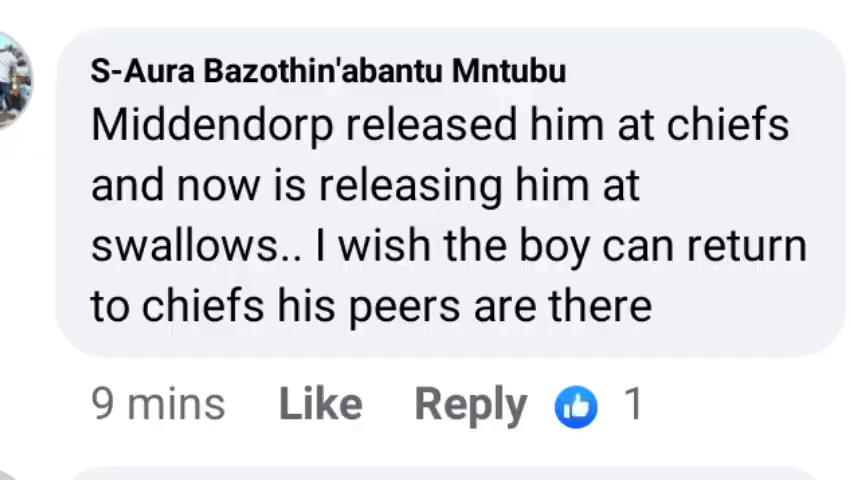 S-Aura Bazothin'abantu Mntubu
Middendorp released him at chiefs
and now is releasing him at
swallows.. I wish the boy can return
to chiefs his peers are there
9 mins Like Reply 1